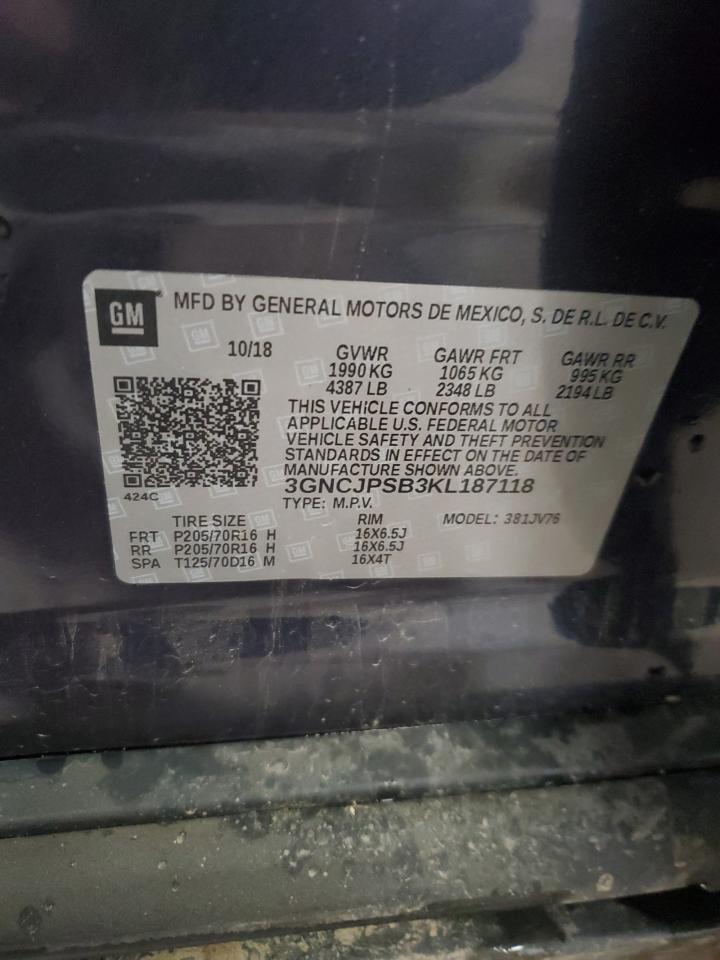 GM
MFD BY GENERAL MOTORS DE MEXICO, S. DE R.L. DE C.V.
10/18 GVWR GAWR FRT GAWR RR
1990 KG 1065 KG 995 KG
4387 LB 2348 LB 2194 LB
THIS VEHICLE CONFORMS TO ALL
APPLICABLE U.S. FEDERAL MOTOR
VEHICLE SAFETY AND THEFT PREVENTION
STANDARDS IN EFFECT ON THE DATE OF
MANUFACTURE SHOWN ABOVE.
424C 3GNCJPSB3KL187118
TYPE: M.P.V.
TIRE SIZE RIM MODEL: 381JV76
FRT P205/70R16 H 16X6.5J
RR P205/70R16 H 16X6.5J
SPA T125/70D16 M 16X4T